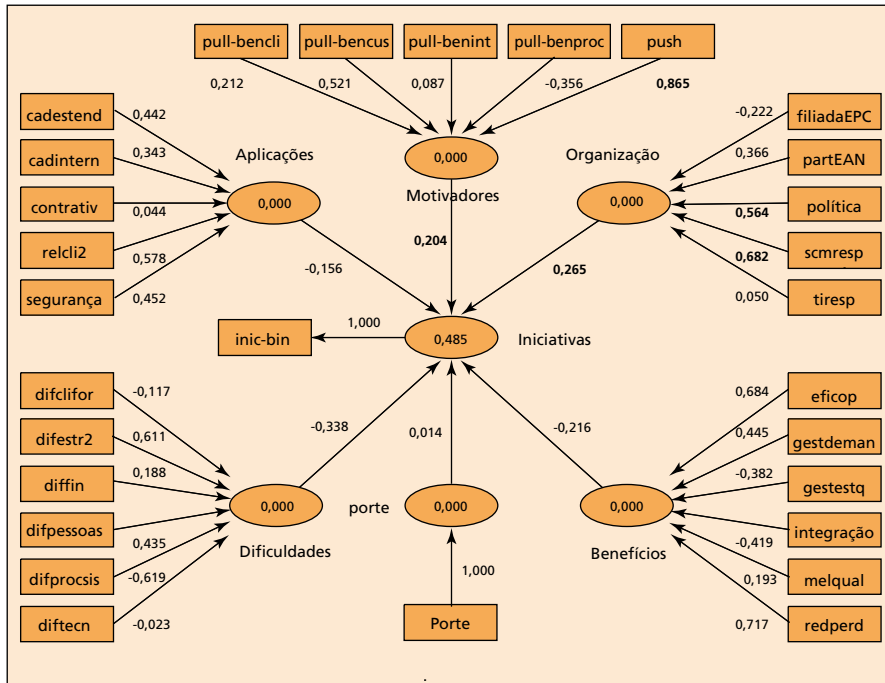 pull-bencli pull-bencus pull-benint pull-benproc push
0,212 0,521 0,087 -0,356 0,865
cadestend 0,442
cadintern 0,343
contrativ 0,044
relcli2 0,578
segurança 0,452
Aplicações
0,000
-0,156
0,000
Motivadores
0,204
Organização
0,000
0,265
-0,222 filiadaEPC
0,366 partEAN
0,564 política
0,682 scmresp
0,050 tiresp
inic-bin 1,000 0,485 Iniciativas
difclifor -0,117
difestr2 0,611
diffin 0,188
difpessoas 0,435
difprocsis -0,619
diftecn -0,023
-0,338
0,000
Dificuldades
0,014
porte 0,000
1,000
Porte
-0,216
0,000
Benefícios
0,684 eficop
0,445 gestdeman
-0,382 gestestq
integração
-0,419 melqual
0,193
0,717 redperd